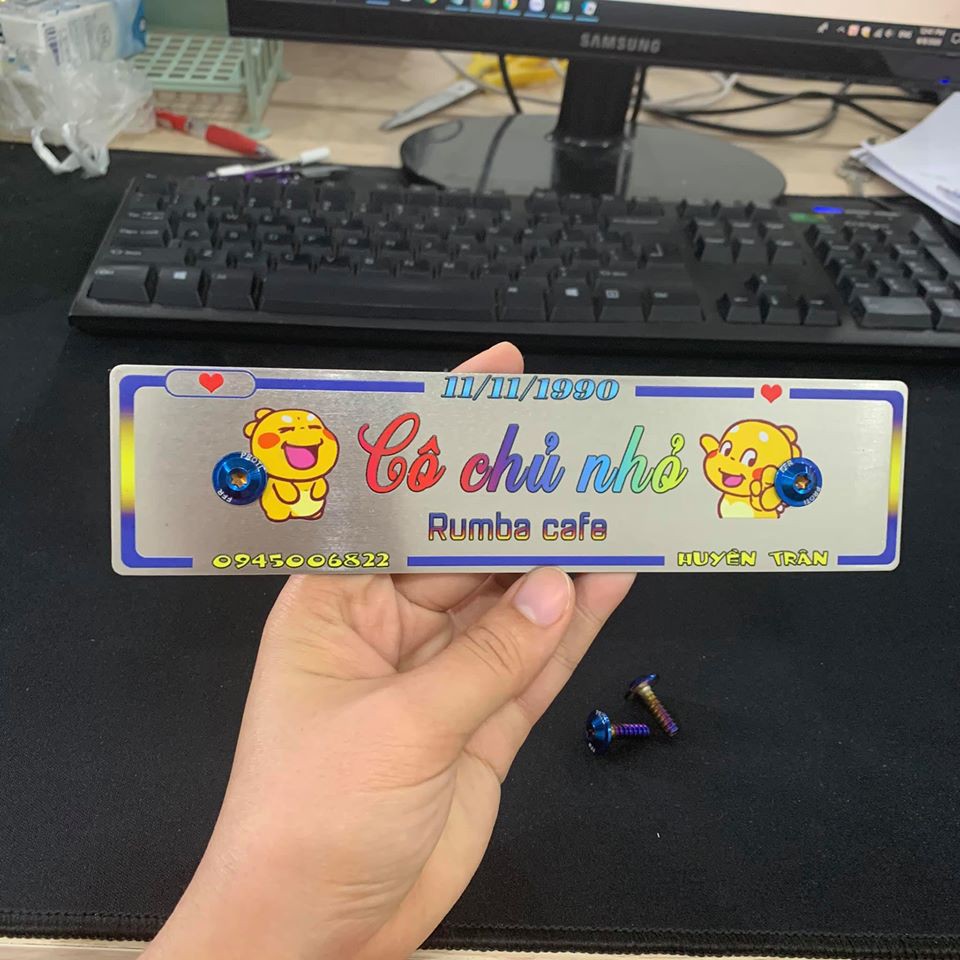 SAMSUNG
11/11/1990
Cô chủ nhỏ
Rumba cafe
0945006822
HUYỀN TRÂN